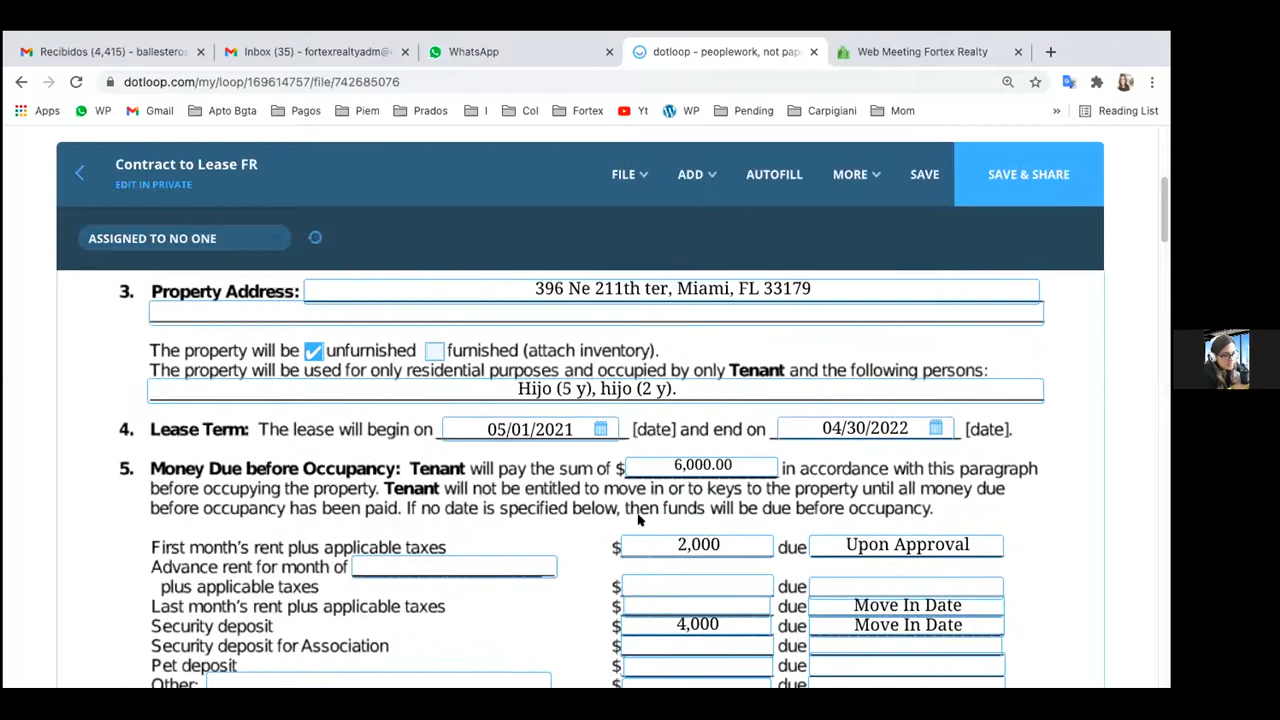 Recibidos (4,415) - ballestero
Inbox (35) - fortexrealtyadm@
WhatsApp
dotloop - peoplework, not pap
Web Meeting Fortex Realty
dotloop.com/my/loop/169614757/file/742685076
Apps WP Gmail Apto Bgta Pagos Piem Prados I Col Fortex Yt WP Pending Carpigiani Mom » Reading List
Contract to Lease FR
EDIT IN PRIVATE
FILE ADD AUTOFILL MORE SAVE SAVE & SHARE
ASSIGNED TO NO ONE
3. Property Address: 396 Ne 211th ter, Miami, FL 33179
The property will be unfurnished furnished (attach inventory).
The property will be used for only residential purposes and occupied by only Tenant and the following persons:
Hijo (5 y), hijo (2 y).
4. Lease Term: The lease will begin on 05/01/2021 [date] and end on 04/30/2022 [date].
5. Money Due before Occupancy: Tenant will pay the sum of $ 6,000.00 in accordance with this paragraph
before occupying the property. Tenant will not be entitled to move in or to keys to the property until all money due
before occupancy has been paid. If no date is specified below, then funds will be due before occupancy.
First month's rent plus applicable taxes $ 2,000 due Upon Approval
Advance rent for month of
plus applicable taxes $ due
Last month's rent plus applicable taxes $ due Move In Date
Security deposit $ 4,000 due Move In Date
Security deposit for Association $ due
Pet deposit $ due
Other: $ due